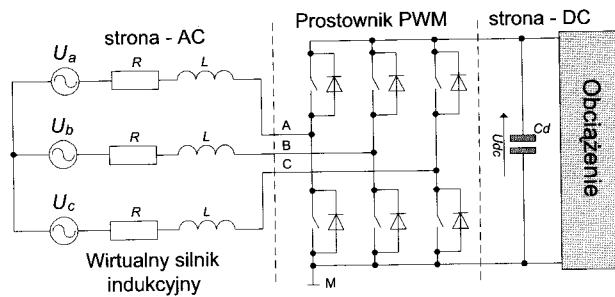 strona - AC
Prostownik PWM
strona - DC
Ua
R
L
A
Ub
R
L
B
C
Uc
R
L
Udc
Cd
Obciążenie
Wirtualny silnik
indukcyjny
M